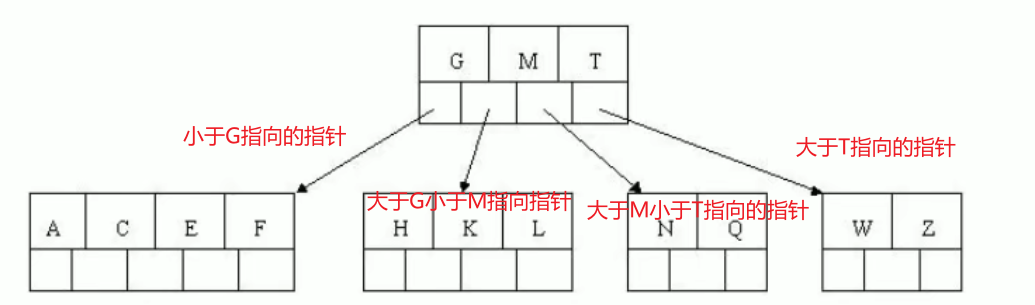 G M T
小于G指向的指针
大于T指向的指针
大于G小于M指向指针
大于M小于T指向的指针
A C E F
H K L
N Q
W Z